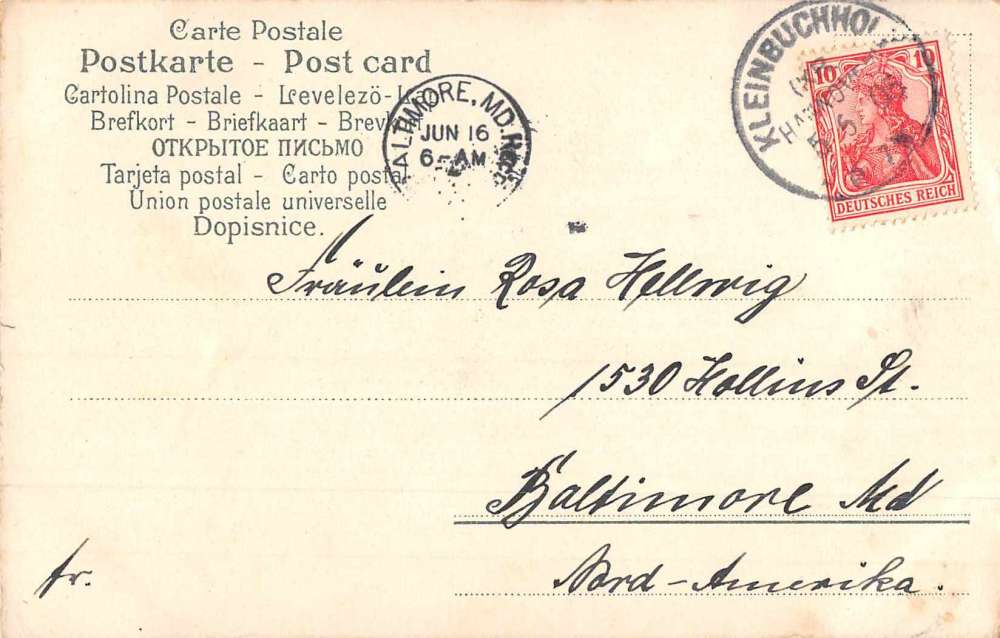 Carte Postale
Postkarte - Post card
Cartolina Postale - Levelező-
Brefkort - Briefkaart -
ОТКРЫТОЕ ПИСЬМО
Tarjeta postal - Carto postal
Union postale universelle
Dopisnice.
BALTIMORE, MD.
JUN 16
6-AM
KLEINBUCHHOL
10 10
DEUTSCHES REICH
Fräulein Rosa Hellwig
1530 Hollins St.
Baltimore Md
Nord-Amerika.
fr.